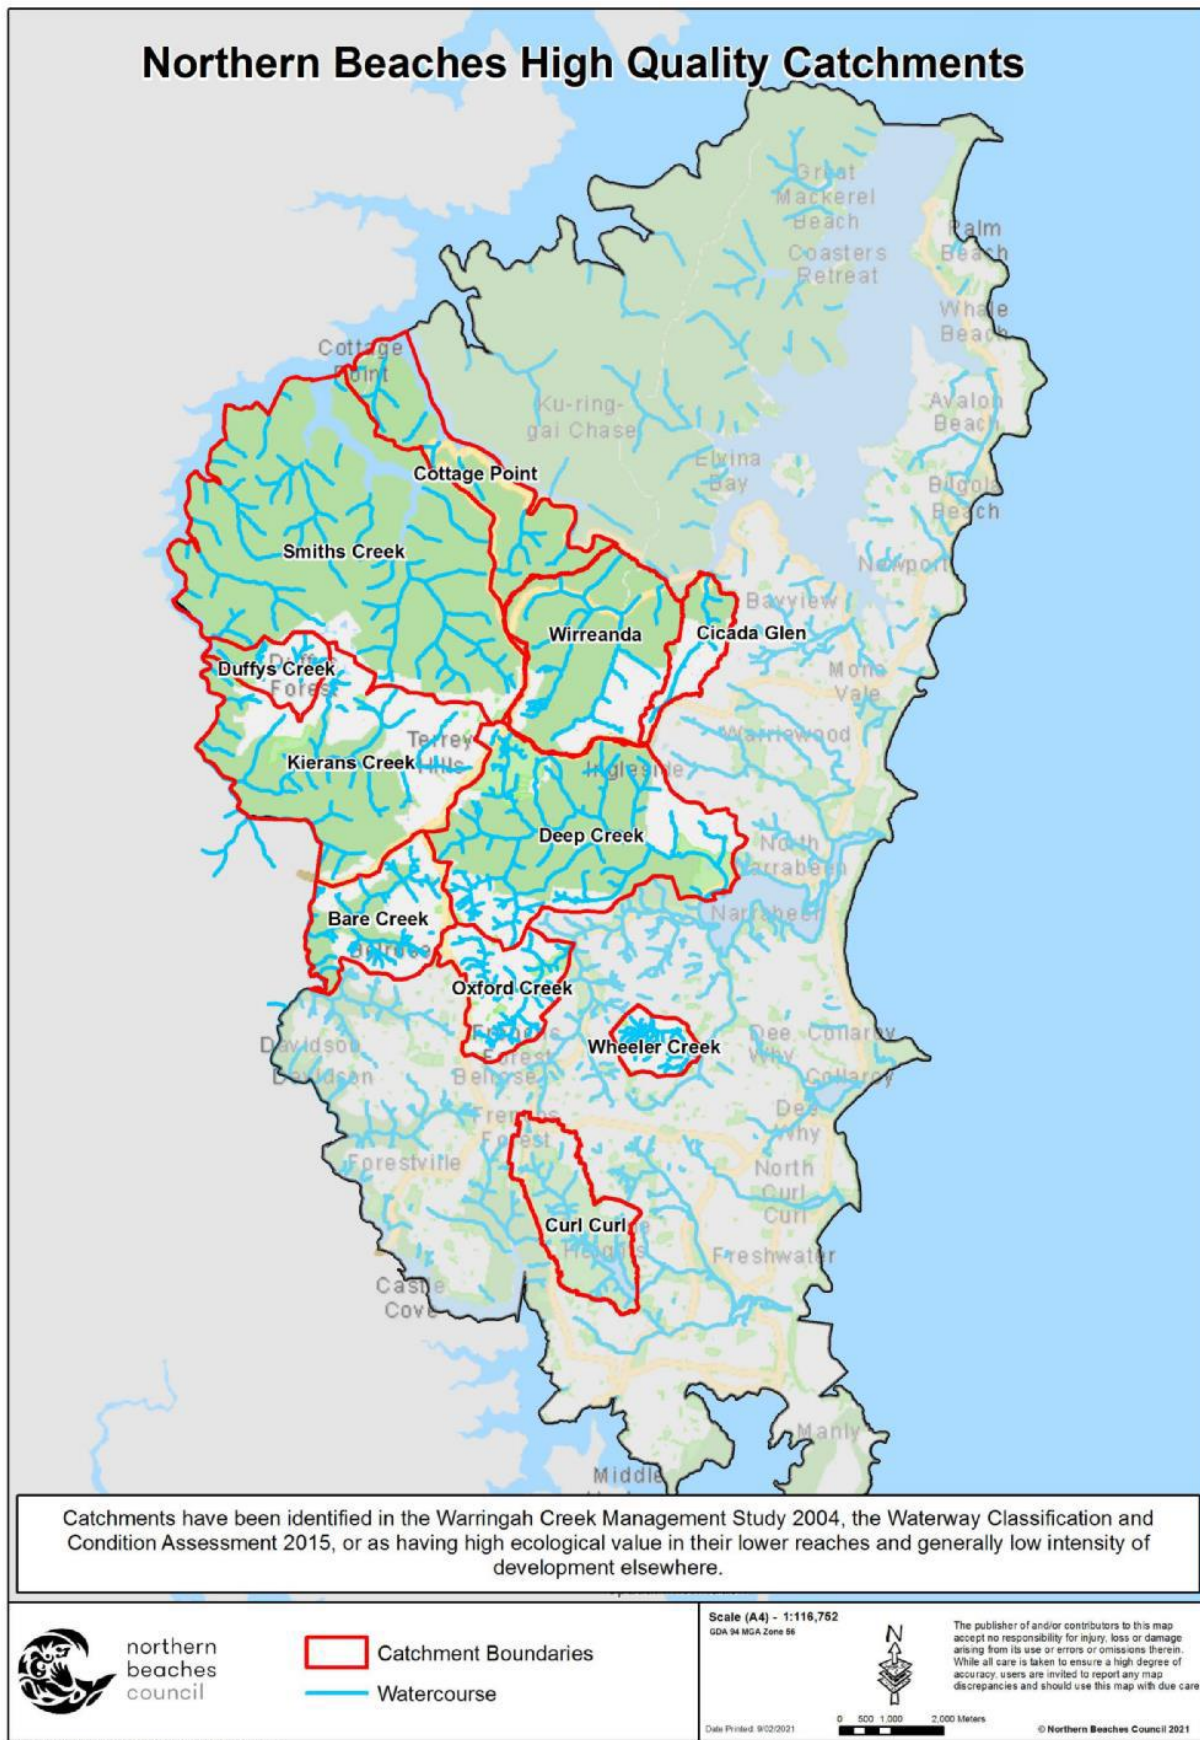 Northern Beaches High Quality Catchments
Great
Mackerel
Beach
Coasters
Retreat
Palm
Beach
Whale
Beach
Cottage
Point
Ku-ring-
gai Chase
Avalon
Beach
Elvina
Bay
Bilgola
Beach
Cottage Point
Smiths Creek
Newport
Bayview
Wirreanda
Cicada Glen
Duffys Creek
Mona
Vale
Terrey
Hills
Warriewood
Kierans Creek
Ingleside
Deep Creek
North
Narrabeen
Bare Creek
Narrabeen
Belrose
Oxford Creek
Frenchs
Forest
Wheeler Creek
Dee
Why
Collaroy
Davidson
Davidson
Belrose
Collaroy
Frenchs
Forest
Dee
Why
Forestville
North
Curl
Curl
Curl Curl
Heights
Freshwater
Castle
Cove
Manly
Middle
Catchments have been identified in the Warringah Creek Management Study 2004, the Waterway Classification and
Condition Assessment 2015, or as having high ecological value in their lower reaches and generally low intensity of
development elsewhere.
northern
beaches
council
Catchment Boundaries
Watercourse
Scale (A4) - 1:116,752
GDA 94 MGA Zone 56
N
The publisher of and/or contributors to this map
accept no responsibility for injury, loss or damage
arising from its use or errors or omissions therein.
While all care is taken to ensure a high degree of
accuracy, users are invited to report any map
discrepancies and should use this map with due care
0 500 1,000 2,000 Meters
Date Printed: 9/02/2021
© Northern Beaches Council 2021